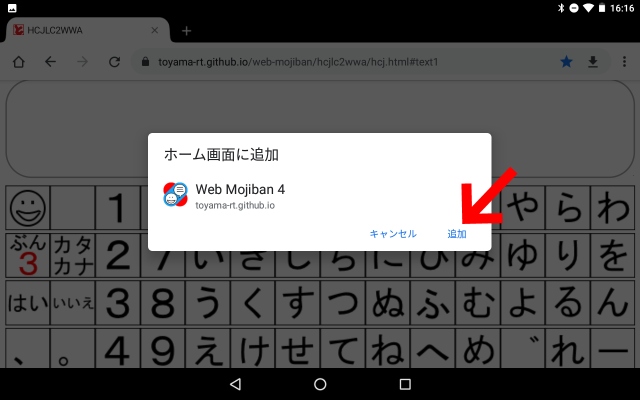 16:16
HCJLC2WWA
toyama-rt.github.io/web-mojiban/hcjlc2wwa/hcj.html#text1
ホーム画面に追加
Web Mojiban 4
toyama-rt.github.io
キャンセル 追加
1 や ら わ
ぶん3 カタカナ 2 7 い き し ち に ひ み ゆ り を
はい いいえ 3 8 う く す つ ぬ ふ む よ る ん
、 。 4 9 え け せ て ね へ め ゛ れ ー